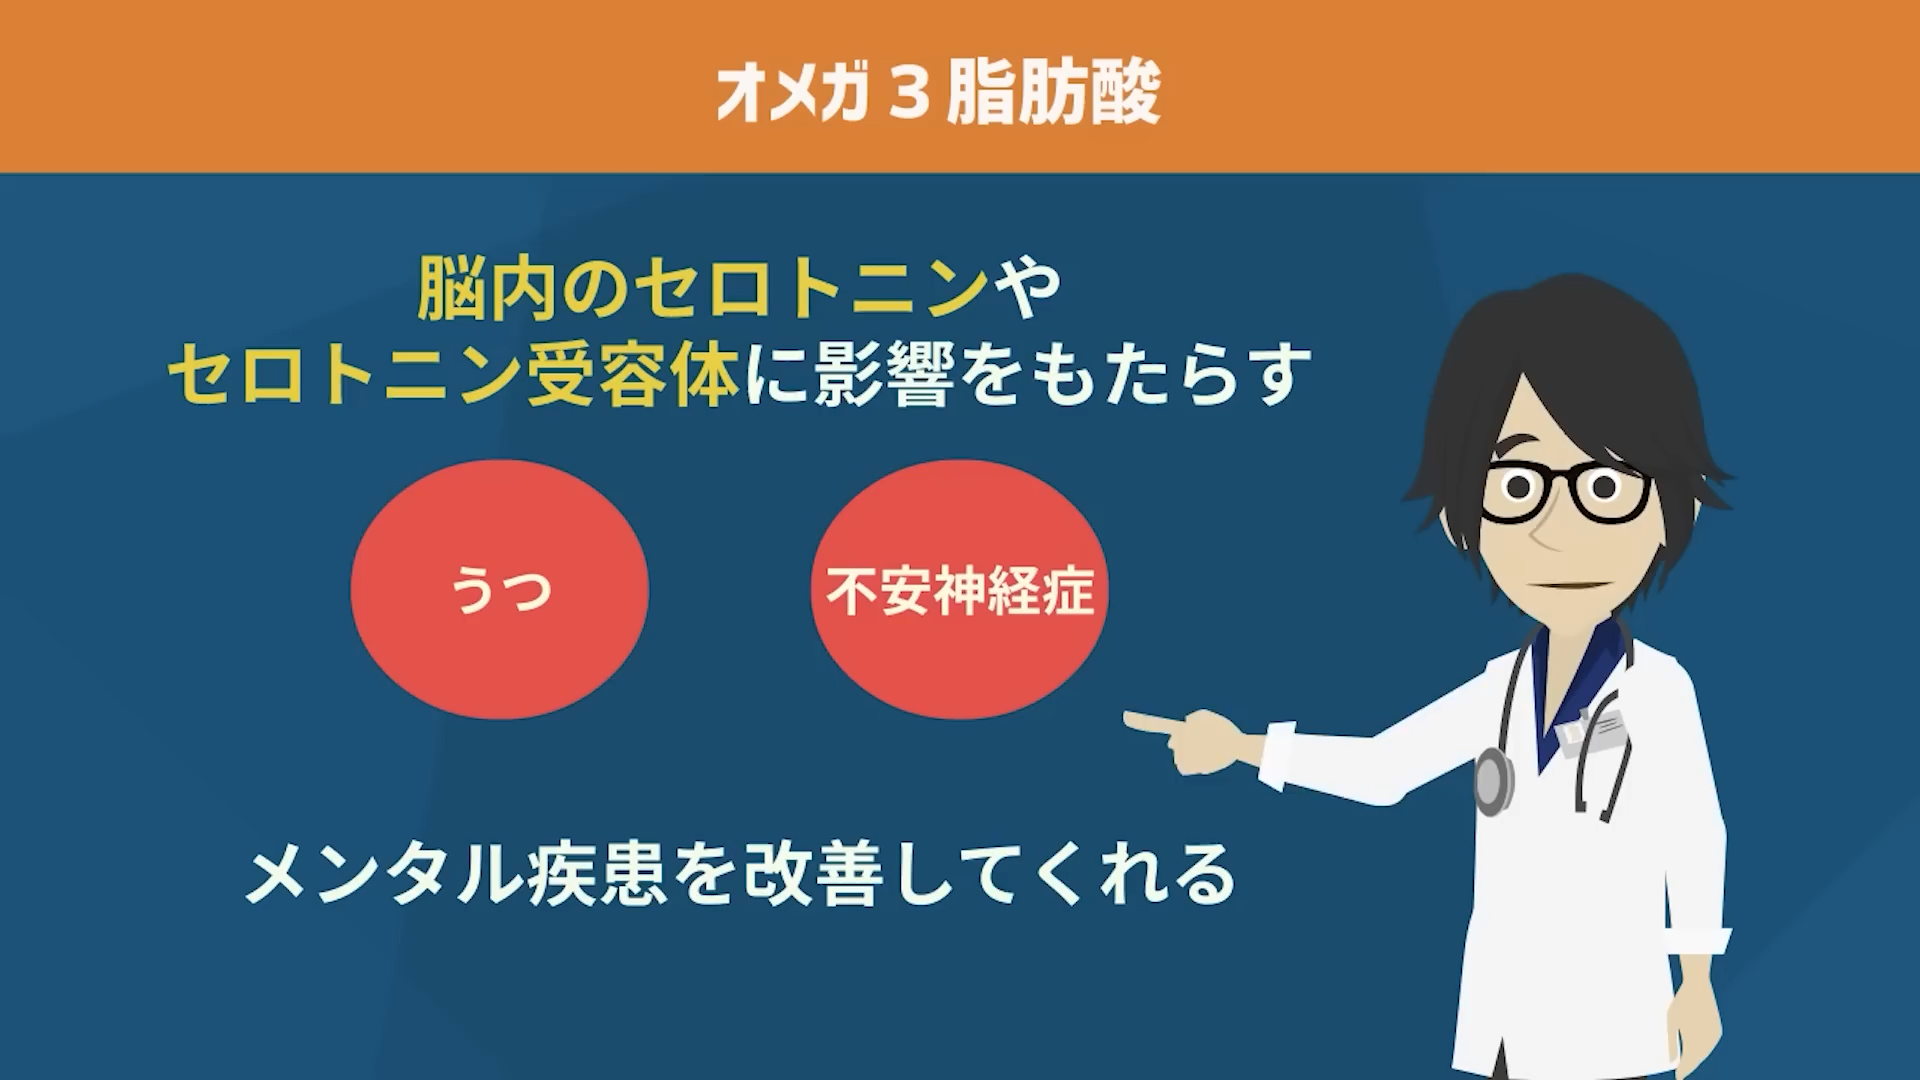 オメガ３脂肪酸
脳内のセロトニンや
セロトニン受容体に影響をもたらす
うつ
不安神経症
メンタル疾患を改善してくれる